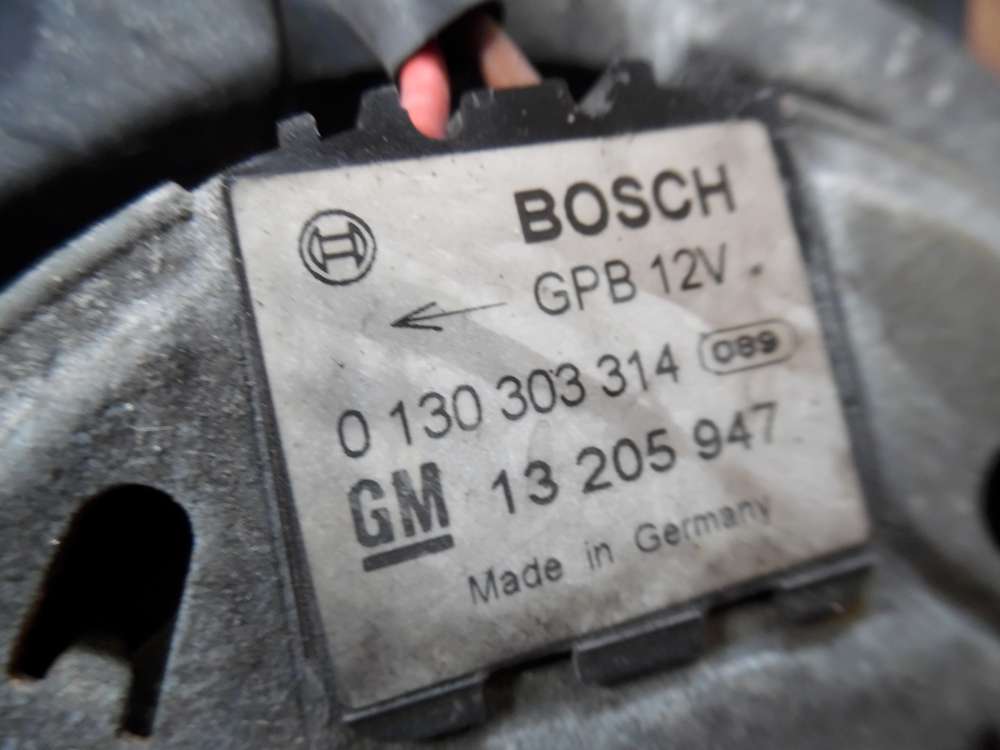 BOSCH
GPB 12V
0 130 303 314 089
GM 13 205 947
Made in Germany